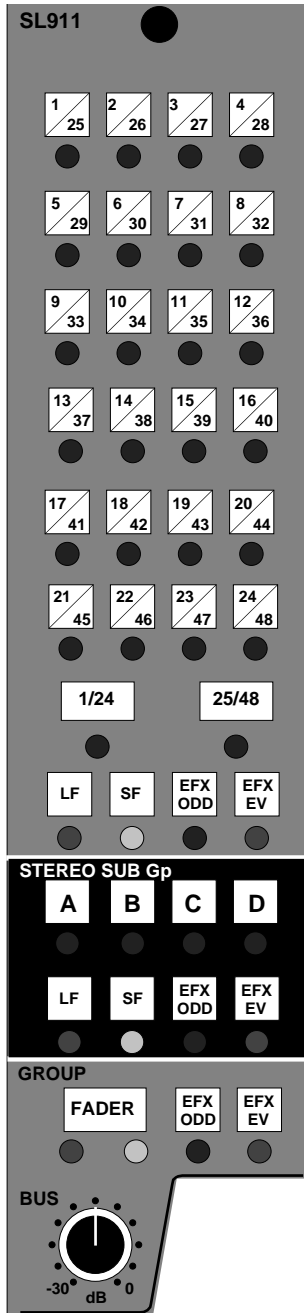 SL911
1 2 3 4
25 26 27 28
5 6 7 8
29 30 31 32
9 10 11 12
33 34 35 36
13 14 15 16
37 38 39 40
17 18 19 20
41 42 43 44
21 22 23 24
45 46 47 48
1/24 25/48
LF SF EFX ODD EFX EV
STEREO SUB Gp
A B C D
LF SF EFX ODD EFX EV
GROUP
FADER EFX ODD EFX EV
BUS
-30 dB 0